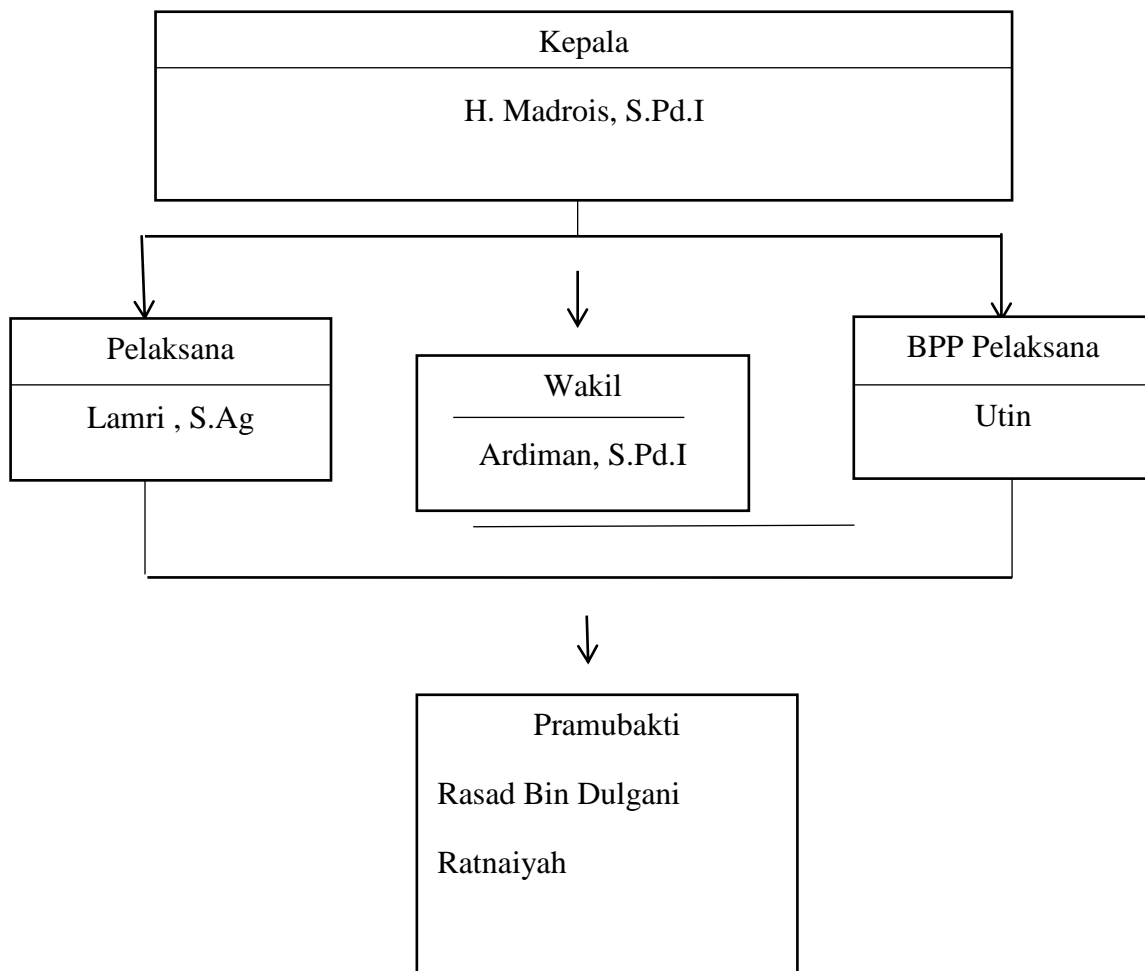 Kepala
H. Madrois, S.Pd.I
Pelaksana
Lamri , S.Ag
Wakil
Ardiman, S.Pd.I
BPP Pelaksana
Utin
Pramubakti
Rasad Bin Dulgani
Ratnaiyah